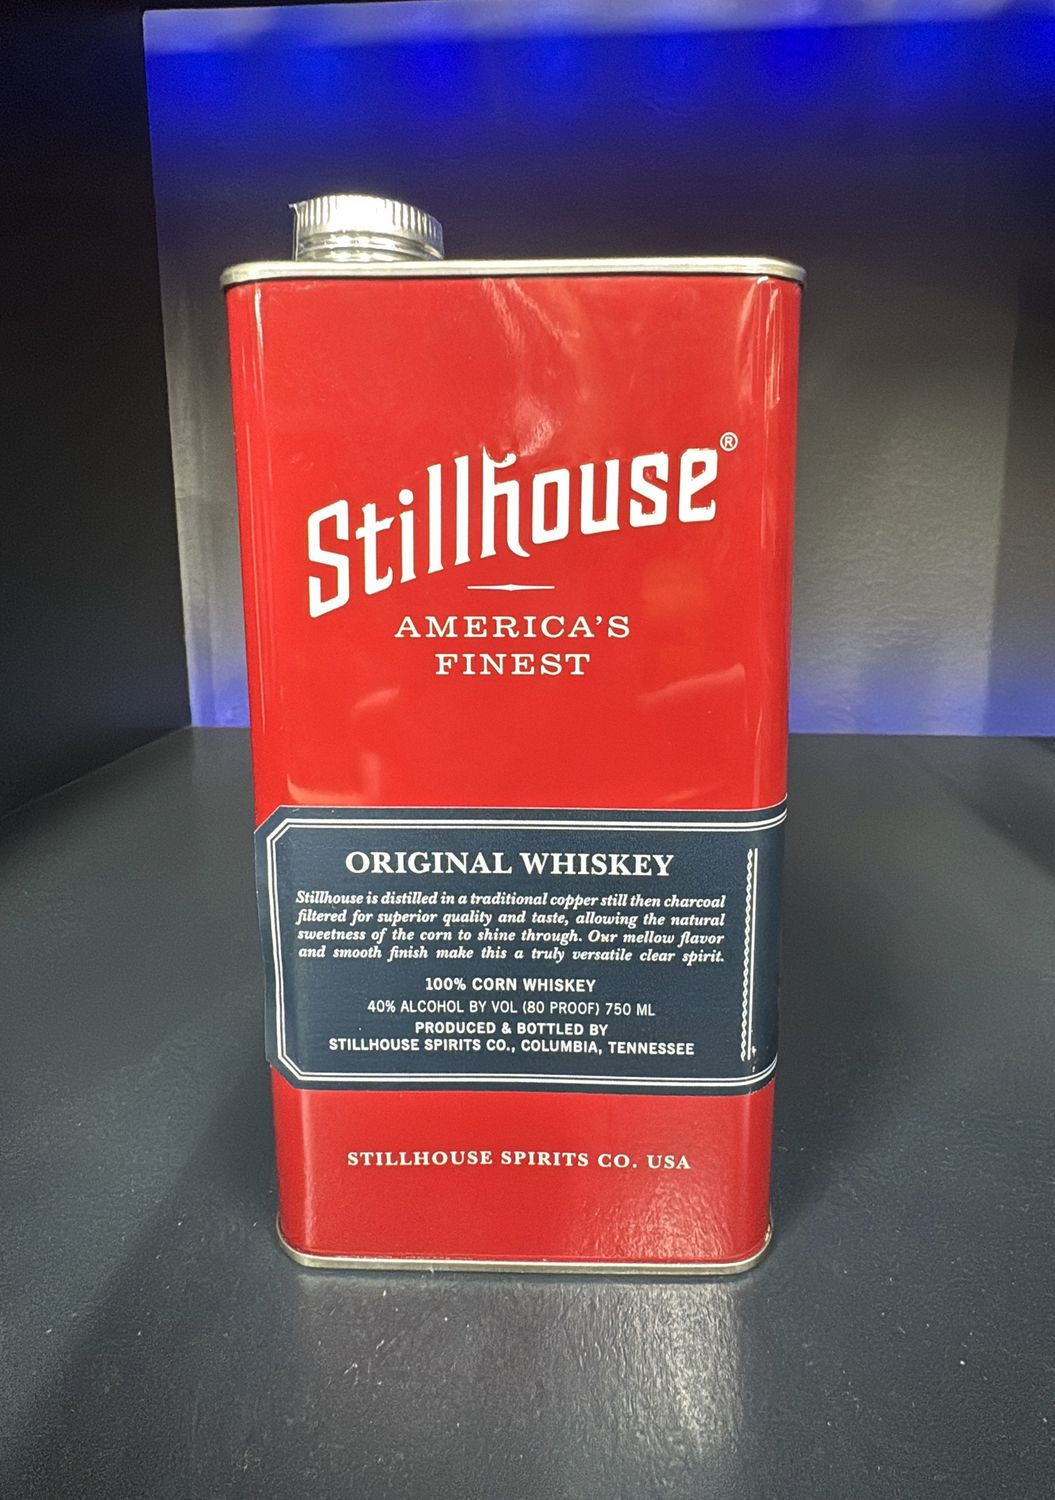 Stillhouse®
AMERICA'S
FINEST
ORIGINAL WHISKEY
Stillhouse is distilled in a traditional copper still then charcoal
filtered for superior quality and taste, allowing the natural
sweetness of the corn to shine through. Our mellow flavor
and smooth finish make this a truly versatile clear spirit.
100% CORN WHISKEY
40% ALCOHOL BY VOL (80 PROOF) 750 ML
PRODUCED & BOTTLED BY
STILLHOUSE SPIRITS CO., COLUMBIA, TENNESSEE
STILLHOUSE SPIRITS CO. USA